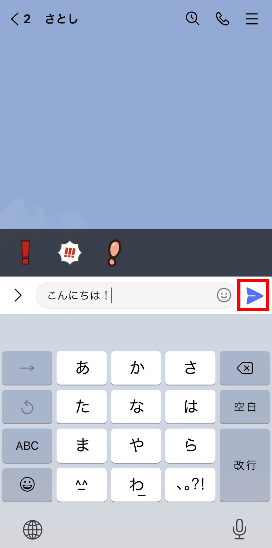 2 さとし
こんにちは！
→ あ か さ
た な は 空白
ABC ま や ら
改行
^^ わ_ 、。?!